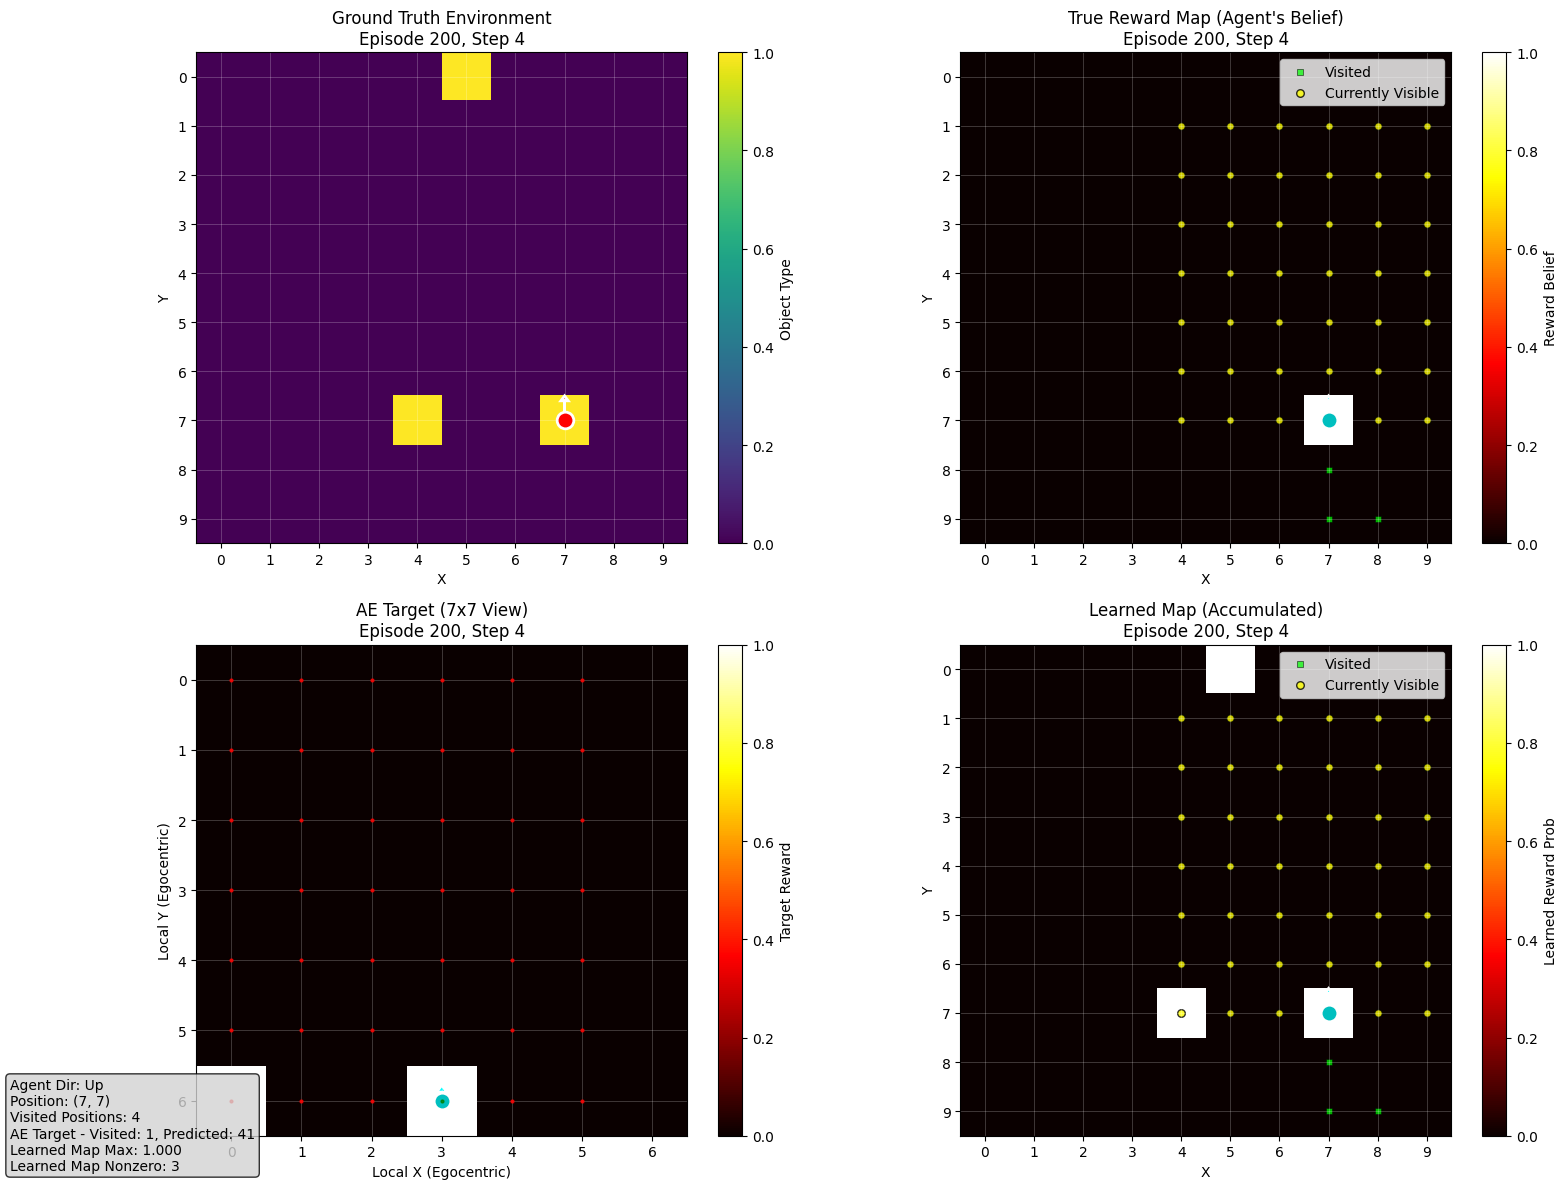 Ground Truth Environment
Episode 200, Step 4
0
1
2
3
4
5
6
7
8
9
Y
0 1 2 3 4 5 6 7 8 9
X
1.0
0.8
0.6
0.4
0.2
0.0
Object Type
True Reward Map (Agent's Belief)
Episode 200, Step 4
Visited
Currently Visible
0
1
2
3
4
5
6
7
8
9
Y
0 1 2 3 4 5 6 7 8 9
X
1.0
0.8
0.6
0.4
0.2
0.0
Reward Belief
AE Target (7x7 View)
Episode 200, Step 4
0
1
2
3
4
5
6
Local Y (Egocentric)
0 1 2 3 4 5 6
Local X (Egocentric)
1.0
0.8
0.6
0.4
0.2
0.0
Target Reward
Agent Dir: Up
Position: (7, 7)
Visited Positions: 4
AE Target - Visited: 1, Predicted: 41
Learned Map Max: 1.000
Learned Map Nonzero: 3
Learned Map (Accumulated)
Episode 200, Step 4
Visited
Currently Visible
0
1
2
3
4
5
6
7
8
9
Y
0 1 2 3 4 5 6 7 8 9
X
1.0
0.8
0.6
0.4
0.2
0.0
Learned Reward Prob